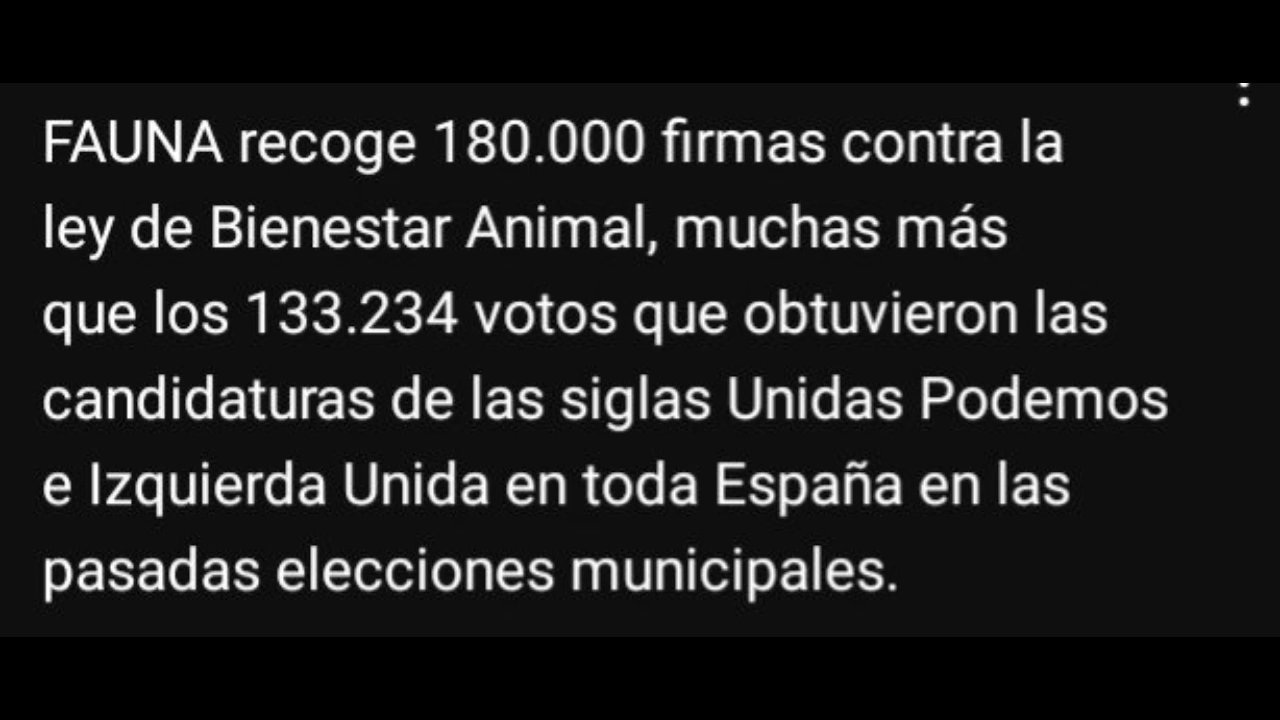 FAUNA recoge 180.000 firmas contra la
ley de Bienestar Animal, muchas más
que los 133.234 votos que obtuvieron las
candidaturas de las siglas Unidas Podemos
e Izquierda Unida en toda España en las
pasadas elecciones municipales.